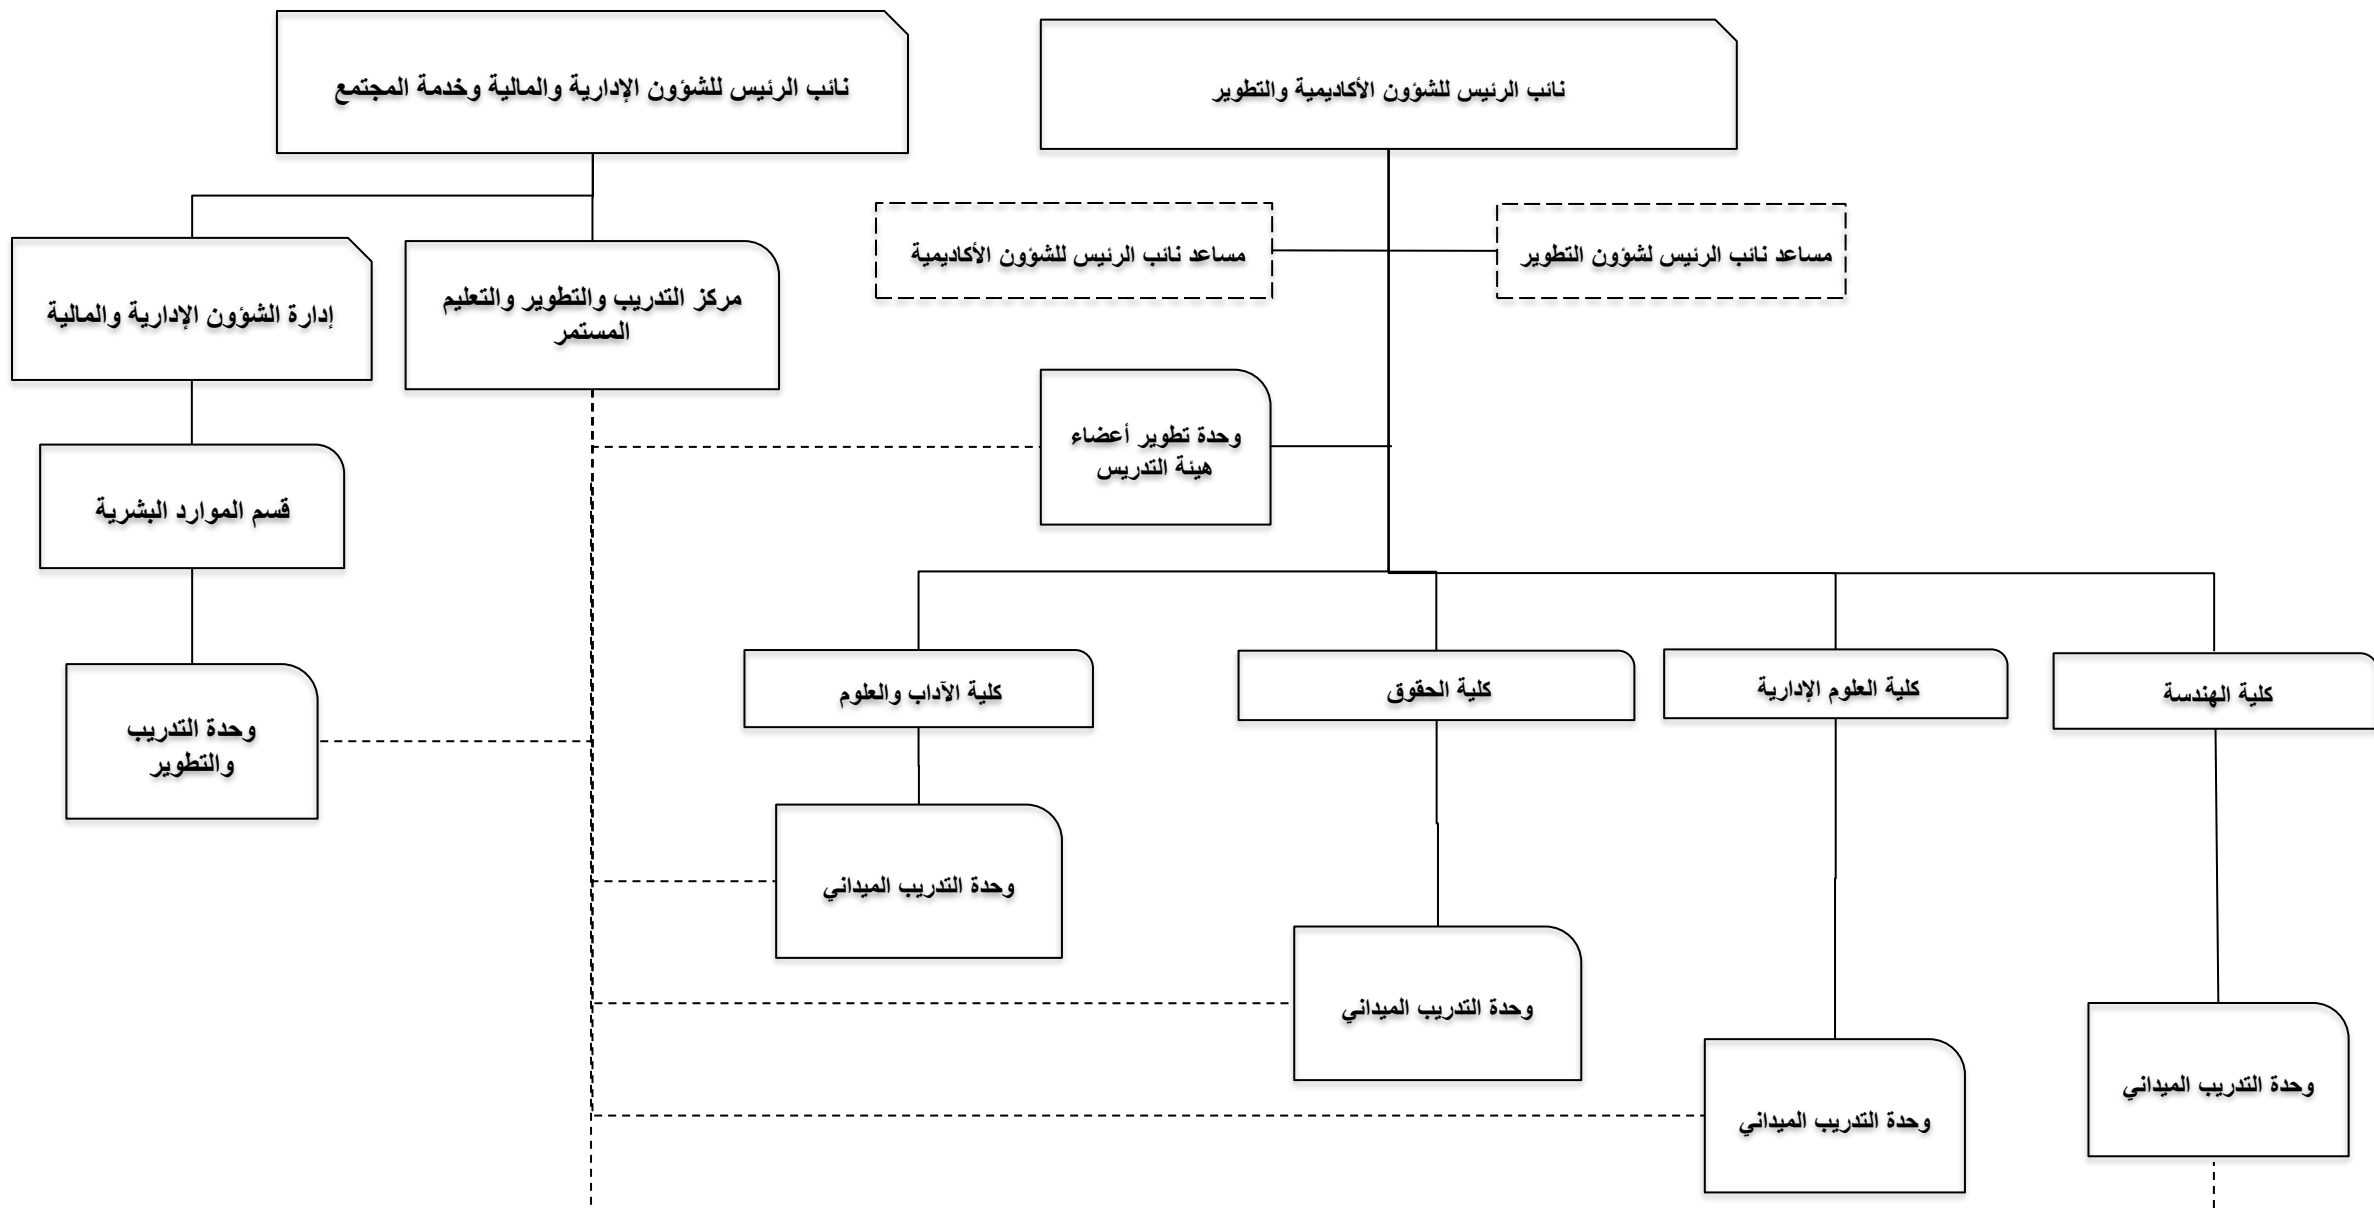 نائب الرئيس للشؤون الأكاديمية والتطوير
نائب الرئيس للشؤون الإدارية والمالية وخدمة المجتمع
مساعد نائب الرئيس لشؤون التطوير
مساعد نائب الرئيس للشؤون الأكاديمية
مركز التدريب والتطوير والتعليم
المستمر
إدارة الشؤون الإدارية والمالية
وحدة تطوير أعضاء
هيئة التدريس
قسم الموارد البشرية
كلية الهندسة
كلية العلوم الإدارية
كلية الحقوق
كلية الآداب والعلوم
وحدة التدريب
والتطوير
وحدة التدريب الميداني
وحدة التدريب الميداني
وحدة التدريب الميداني
وحدة التدريب الميداني